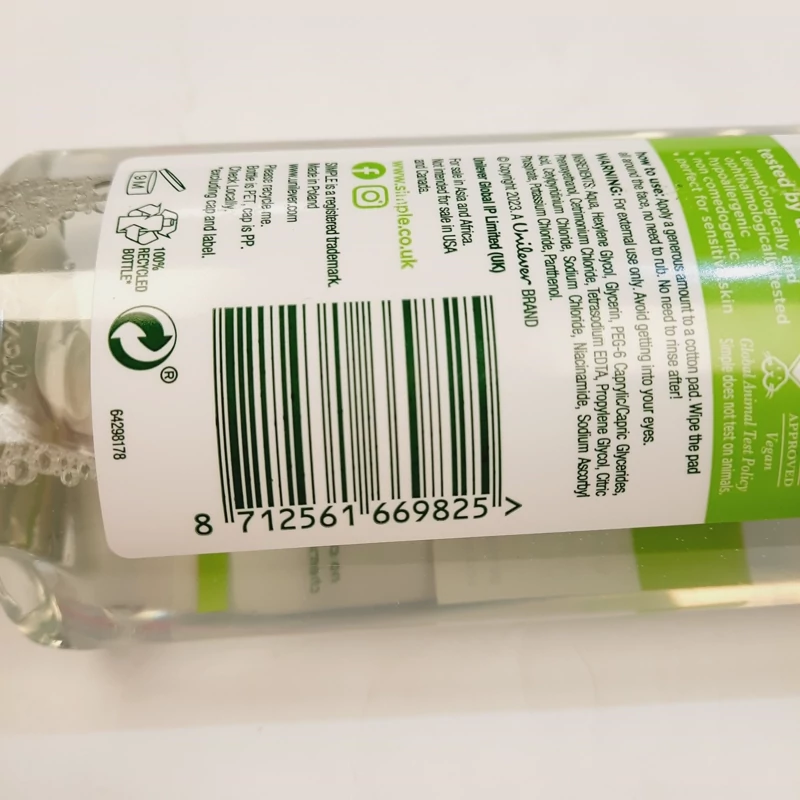 tested by
• dermatologically and
ophthalmologically tested
• hypoallergenic
• non comedogenic
• perfect for sensitive skin
Global Animal Test Policy
Simple does not test on animals.
APPROVED
Vegan
how to use: Apply a generous amount to a cotton pad. Wipe the pad
all around the face, no need to rub. No need to rinse after!
WARNING: For external use only. Avoid getting into your eyes.
INGREDIENTS: Aqua, Hexylene Glycol, Glycerin, PEG-6 Caprylic/Capric Glycerides,
Phenoxyethanol, Cetrimonium Chloride, Tetrasodium EDTA, Propylene Glycol, Citric
Acid, Cetylpyridinium Chloride, Sodium Chloride, Niacinamide, Sodium Ascorbyl
Phosphate, Potassium Chloride, Panthenol.
© Copyright 2023. A Unilever BRAND
Unilever Global IP Limited (UK)
For sale in Asia and Africa.
Not intended for sale in USA
and Canada.
www.simple.co.uk
SIMPLE is a registered trademark.
Made in Poland
www.unilever.com
Please recycle me.
Bottle is PET, cap is PP.
Check Locally.
*excluding cap and label.
100%
RECYCLED
BOTTLE*
®
64298178
8 712561 669825 >